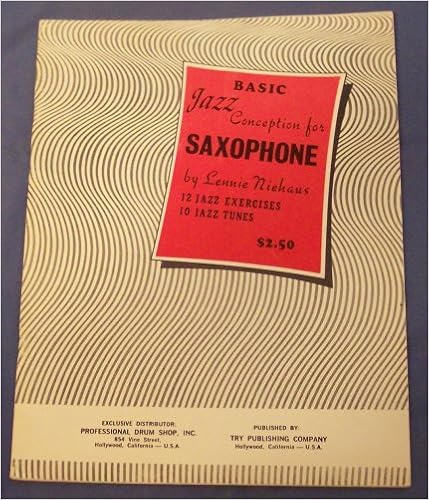 BASIC
Jazz
Conception for
SAXOPHONE
by Lennie Niehaus
12 JAZZ EXERCISES
10 JAZZ TUNES
$2.50
EXCLUSIVE DISTRIBUTOR:
PROFESSIONAL DRUM SHOP, INC.
854 Vine Street,
Hollywood, California — U.S.A.
PUBLISHED BY:
TRY PUBLISHING COMPANY
Hollywood, California — U.S.A.